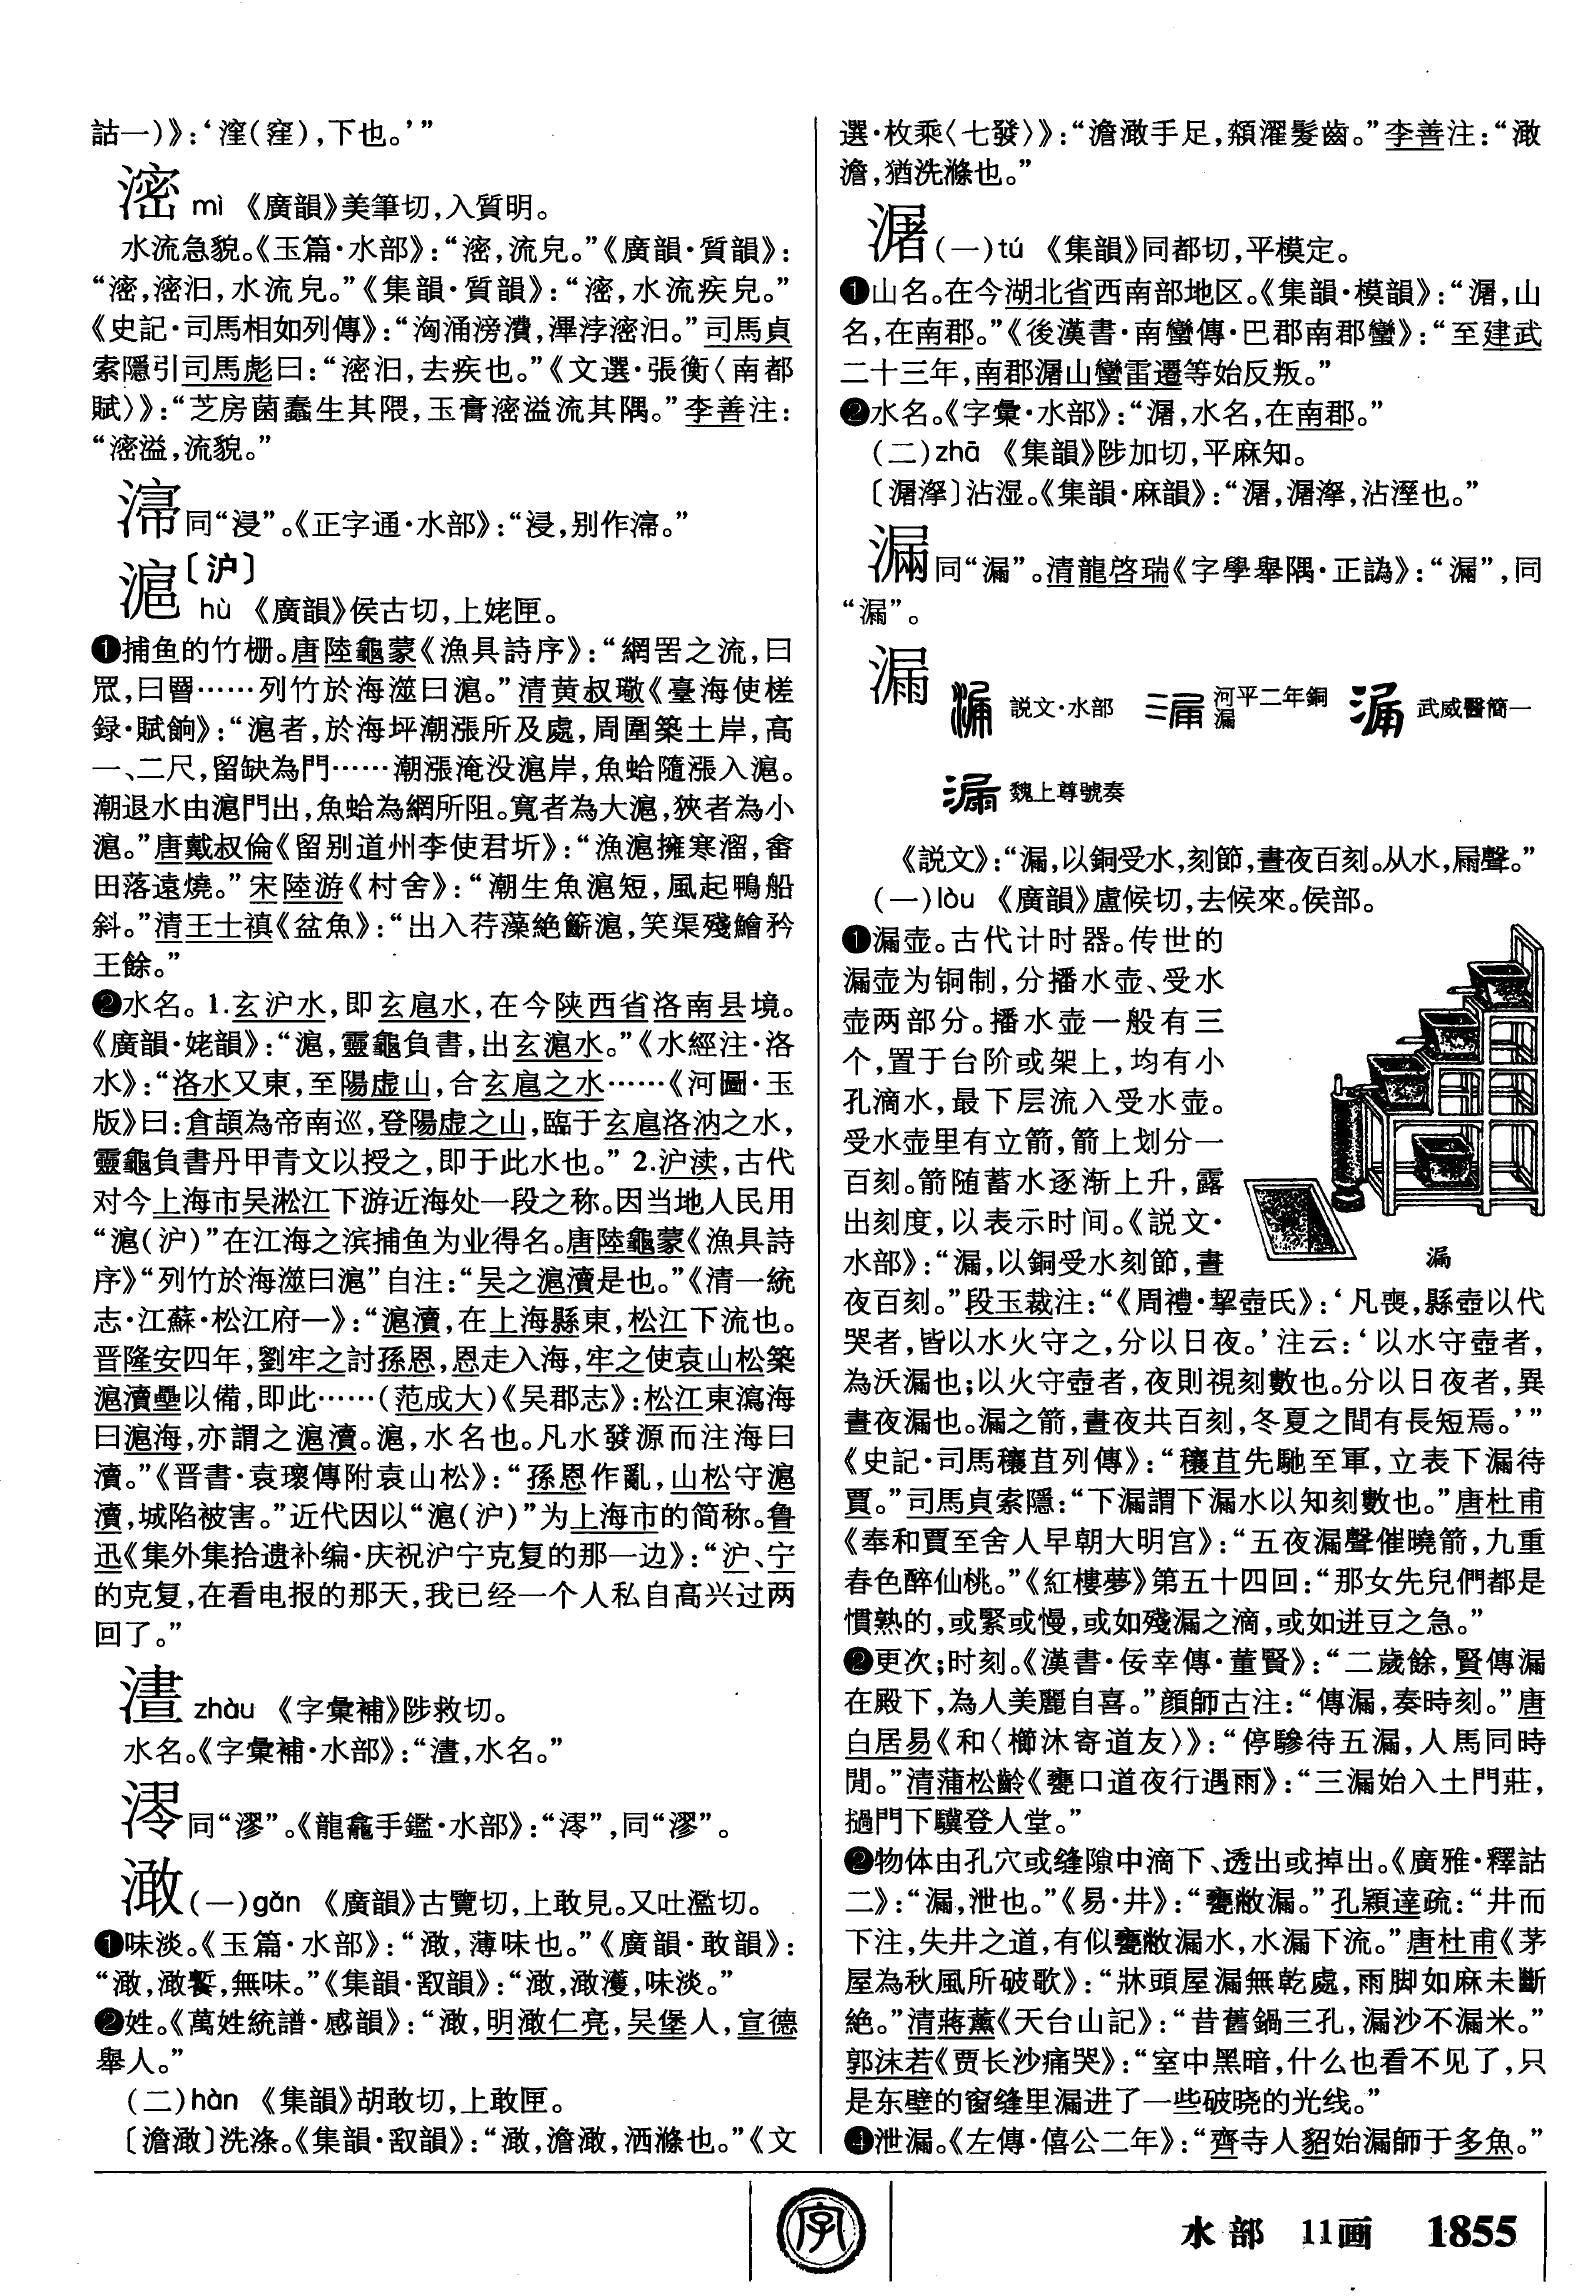 詁一)》:‘漥(窪),下也。’”
滵 mì 《廣韻》美筆切,入質明。
水流急貌。《玉篇·水部》:“滵,流皃。”《廣韻·質韻》:
“滵,滵汨,水流皃。”《集韻·質韻》:“滵,水流疾皃。”
《史記·司馬相如列傳》:“洶涌滂㵒,滭浡滵汨。”司馬貞
索隱引司馬彪曰:“滵汨,去疾也。”《文選·張衡〈南都
賦〉》:“芝房菌蠢生其隈,玉膏滵溢流其隅。”李善注:
“滵溢,流貌。”
同“浸”。《正字通·水部》:“浸,别作。”
滬〔沪〕
hù 《廣韻》侯古切,上姥匣。
❶捕鱼的竹栅。唐陸龜蒙《漁具詩序》:“網罟之流,曰
罛,曰罾……列竹於海澨曰滬。”清黄叔璥《臺海使槎
録·賦餉》:“滬者,於海坪潮漲所及處,周圍築土岸,高
一、二尺,留缺為門……潮漲淹没滬岸,魚蛤隨漲入滬。
潮退水由滬門出,魚蛤為網所阻。寬者為大滬,狹者為小
滬。”唐戴叔倫《留别道州李使君圻》:“漁滬擁寒溜,畬
田落遠燒。”宋陸游《村舍》:“潮生魚滬短,風起鴨船
斜。”清王士禛《盆魚》:“出入荇藻絶籪滬,笑渠殘鱠矜
王餘。”
❷水名。1.玄沪水,即玄扈水,在今陕西省洛南县境。
《廣韻·姥韻》:“滬,靈龜負書,出玄滬水。”《水經注·洛
水》:“洛水又東,至陽虚山,合玄扈之水……《河圖·玉
版》曰:倉頡為帝南巡,登陽虚之山,臨于玄扈洛汭之水,
靈龜負書丹甲青文以授之,即于此水也。”2.沪渎,古代
对今上海市吴淞江下游近海处一段之称。因当地人民用
“滬(沪)”在江海之滨捕鱼为业得名。唐陸龜蒙《漁具詩
序》“列竹於海澨曰滬”自注:“吴之滬瀆是也。”《清一統
志·江蘇·松江府一》:“滬瀆,在上海縣東,松江下流也。
晋隆安四年,劉牢之討孫恩,恩走入海,牢之使袁山松築
滬瀆壘以備,即此……(范成大)《吴郡志》:松江東瀉海
曰滬海,亦謂之滬瀆。滬,水名也。凡水發源而注海曰
瀆。”《晋書·袁瓌傳附袁山松》:“孫恩作亂,山松守滬
瀆,城陷被害。”近代因以“滬(沪)”为上海市的简称。鲁
迅《集外集拾遗补编·庆祝沪宁克复的那一边》:“沪、宁
的克复,在看电报的那天,我已经一个人私自高兴过两
回了。”
zhàu 《字彙補》陟救切。
水名。《字彙補·水部》:“,水名。”
同“漻”。《龍龕手鑑·水部》:“”,同“漻”。
澉(一)gǎn 《廣韻》古覽切,上敢見。又吐濫切。
❶味淡。《玉篇·水部》:“澉,薄味也。”《廣韻·敢韻》:
“澉,澉䭕,無味。”《集韻·㪉韻》:“澉,澉濩,味淡。”
❷姓。《萬姓統譜·感韻》:“澉,明澉仁亮,吴堡人,宣德
舉人。”
(二)hàn 《集韻》胡敢切,上敢匣。
〔澹澉〕洗涤。《集韻·㪉韻》:“澉,澹澉,洒滌也。”《文
選·枚乘〈七發〉》:“澹澉手足,頮濯髮齒。”李善注:“澉
澹,猶洗滌也。”
潳(一)tú 《集韻》同都切,平模定。
❶山名。在今湖北省西南部地区。《集韻·模韻》:“潳,山
名,在南郡。”《後漢書·南蠻傳·巴郡南郡蠻》:“至建武
二十三年,南郡潳山蠻雷遷等始反叛。”
❷水名。《字彙·水部》:“潳,水名,在南郡。”
(二)zhā 《集韻》陟加切,平麻知。
〔潳㴙〕沾湿。《集韻·麻韻》:“潳,潳㴙,沾溼也。”
同“漏”。清龍啓瑞《字學舉隅·正譌》:“漏”,同
“漏”。
漏 説文·水部 河平二年銅漏 武威醫簡一
魏上尊號奏
《説文》:“漏,以銅受水,刻節,晝夜百刻。从水,屚聲。”
(一)lòu 《廣韻》盧候切,去候來。侯部。
❶漏壶。古代计时器。传世的
漏壶为铜制,分播水壶、受水
壶两部分。播水壶一般有三
个,置于台阶或架上,均有小
孔滴水,最下层流入受水壶。
受水壶里有立箭,箭上划分一
百刻。箭随蓄水逐渐上升,露
出刻度,以表示时间。《説文·
水部》:“漏,以銅受水刻節,晝
漏
夜百刻。”段玉裁注:“《周禮·挈壺氏》:‘凡喪,縣壺以代
哭者,皆以水火守之,分以日夜。’注云:‘以水守壺者,
為沃漏也;以火守壺者,夜則視刻數也。分以日夜者,異
晝夜漏也。漏之箭,晝夜共百刻,冬夏之間有長短焉。’”
《史記·司馬穰苴列傳》:“穰苴先馳至軍,立表下漏待
賈。”司馬貞索隱:“下漏謂下漏水以知刻數也。”唐杜甫
《奉和賈至舍人早朝大明宫》:“五夜漏聲催曉箭,九重
春色醉仙桃。”《紅樓夢》第五十四回:“那女先兒們都是
慣熟的,或緊或慢,或如殘漏之滴,或如迸豆之急。”
❷更次;时刻。《漢書·佞幸傳·董賢》:“二歲餘,賢傳漏
在殿下,為人美麗自喜。”顔師古注:“傳漏,奏時刻。”唐
白居易《和〈櫛沐寄道友〉》:“停驂待五漏,人馬同時
閒。”清蒲松齡《甕口道夜行遇雨》:“三漏始入土門莊,
撾門下驥登人堂。”
❷物体由孔穴或缝隙中滴下、透出或掉出。《廣雅·釋詁
二》:“漏,泄也。”《易·井》:“甕敝漏。”孔穎達疏:“井而
下注,失井之道,有似甕敝漏水,水漏下流。”唐杜甫《茅
屋為秋風所破歌》:“牀頭屋漏無乾處,雨脚如麻未斷
絶。”清蔣薰《天台山記》:“昔舊鍋三孔,漏沙不漏米。”
郭沫若《贾长沙痛哭》:“室中黑暗,什么也看不见了,只
是东壁的窗缝里漏进了一些破晓的光线。”
❹泄漏。《左傳·僖公二年》:“齊寺人貂始漏師于多魚。”
字
水部 11画 1855